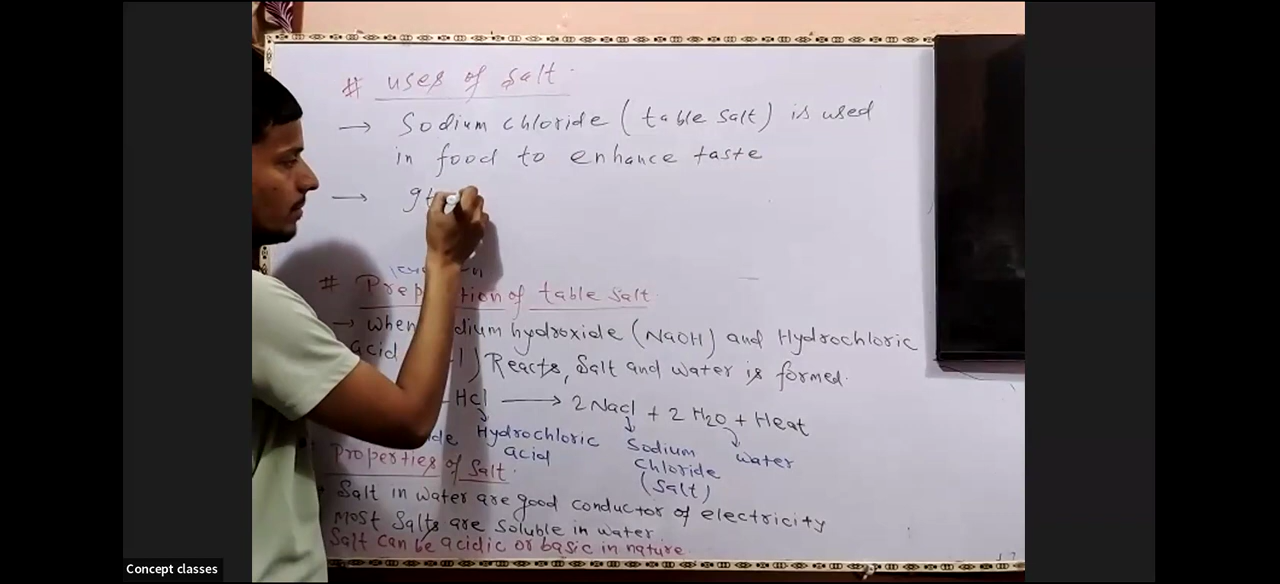 # uses of salt
→ Sodium chloride (table salt) is used
in food to enhance taste
→
# Preparation of table salt
→ when Sodium hydroxide (NaOH) and Hydrochloric
acid Reacts, Salt and water is formed.
HCl → 2 NaCl + 2 H2O + Heat
Hydrochloric acid Sodium chloride (salt) water
Properties of Salt
Salt in water are good conductor of electricity
most Salts are soluble in water
Salt can be acidic or basic in nature
Concept classes